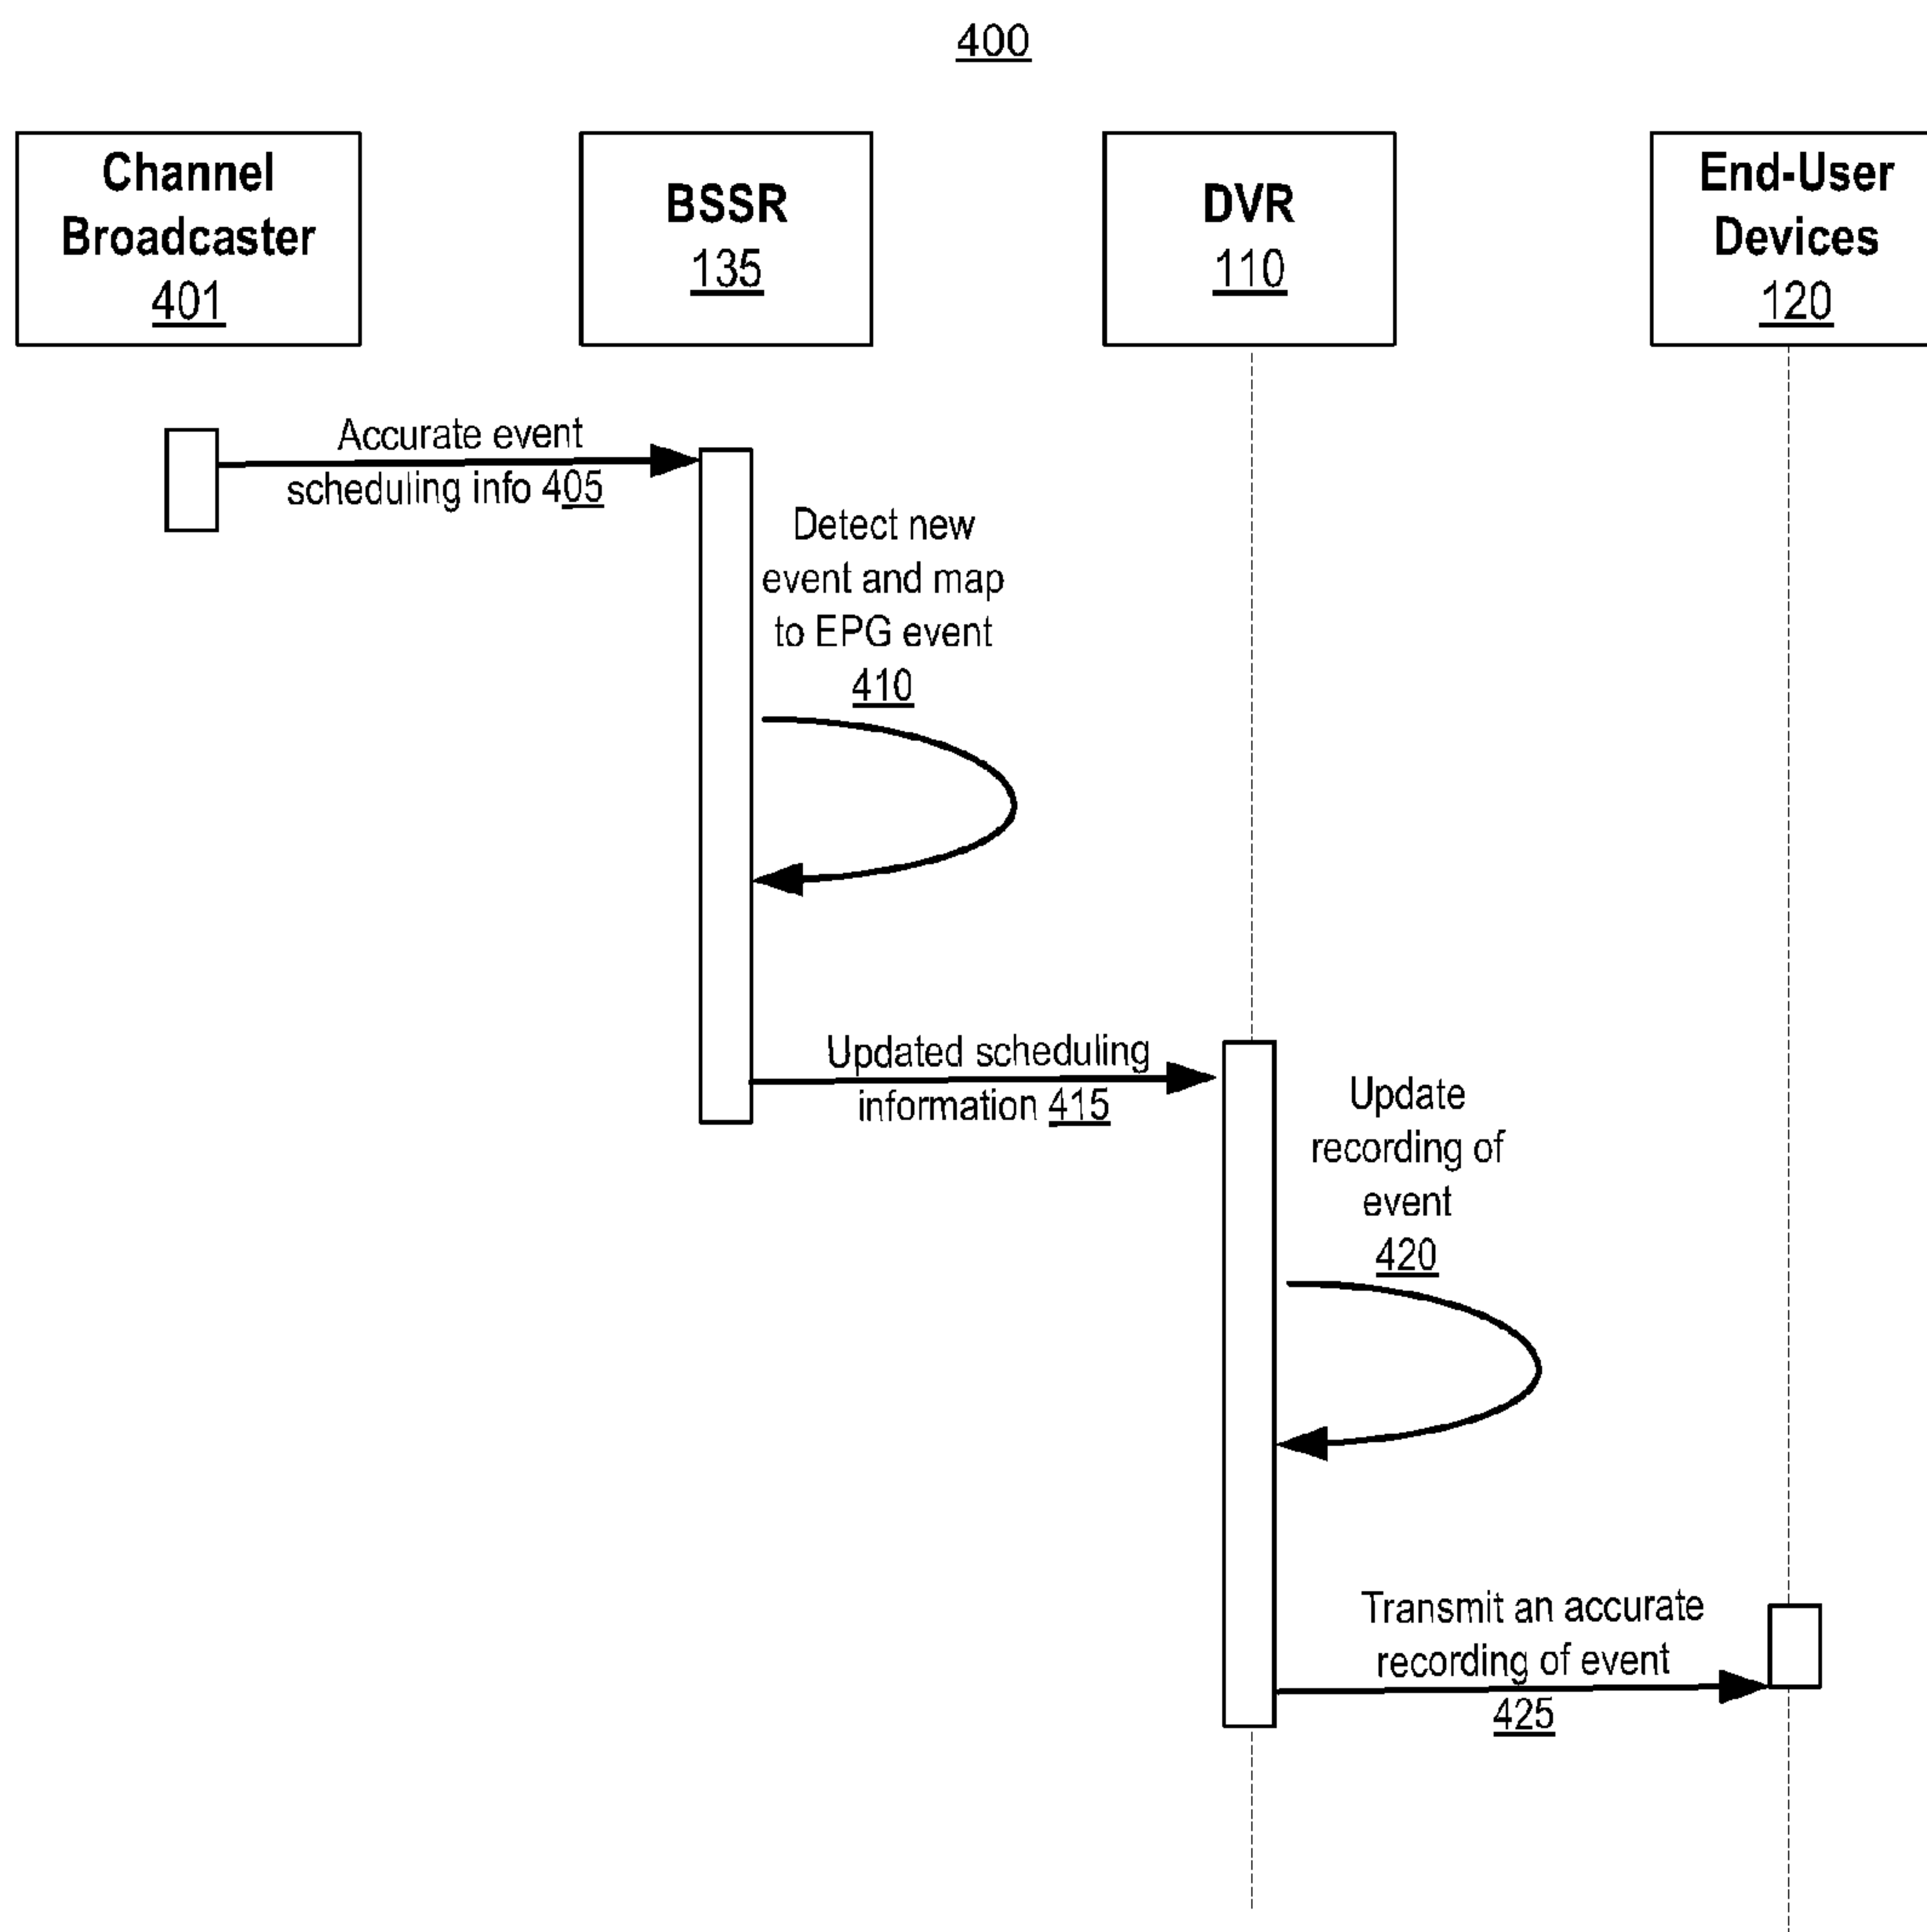 400
Channel
Broadcaster
401
BSSR
135
DVR
110
End-User
Devices
120
Accurate event
scheduling info 405
Detect new
event and map
to EPG event
410
Updated scheduling
information 415
Update
recording of
event
420
Transmit an accurate
recording of event
425